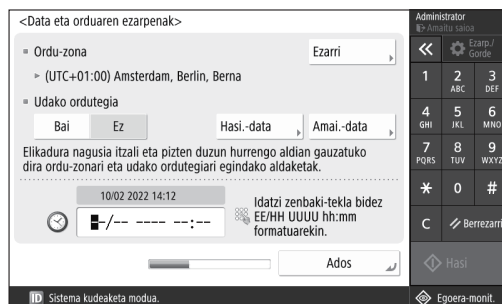 <Data eta orduaren ezarpenak>
Ordu-zona
Ezarri
(UTC+01:00) Amsterdam, Berlin, Berna
Udako ordutegia
Bai
Ez
Hasi.-data
Amai.-data
Elikadura nagusia itzali eta pizten duzun hurrengo aldian gauzatuko
dira ordu-zonari eta udako ordutegiari egindako aldaketak.
10/02 2022 14:12
--/-- ---- --:--
Idatzi zenbaki-tekla bidez
EE/HH UUUU hh:mm
formatuarekin.
Ados
ID Sistema kudeaketa modua.
Administrator
Amaitu saioa
Ezarp./
Gorde
1
2
ABC
3
DEF
4
GHI
5
JKL
6
MNO
7
PQRS
8
TUV
9
WXYZ
0
#
C
Berrezarri
Hasi
Egoera-monit.